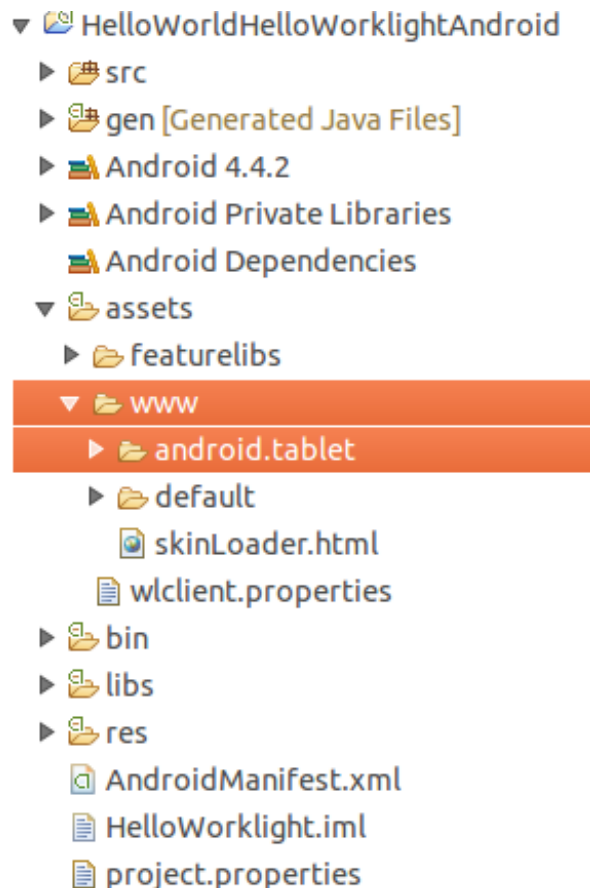 HelloWorldHelloWorklightAndroid
src
gen [Generated Java Files]
Android 4.4.2
Android Private Libraries
Android Dependencies
assets
featurelibs
www
android.tablet
default
skinLoader.html
wlclient.properties
bin
libs
res
AndroidManifest.xml
HelloWorklight.iml
project.properties